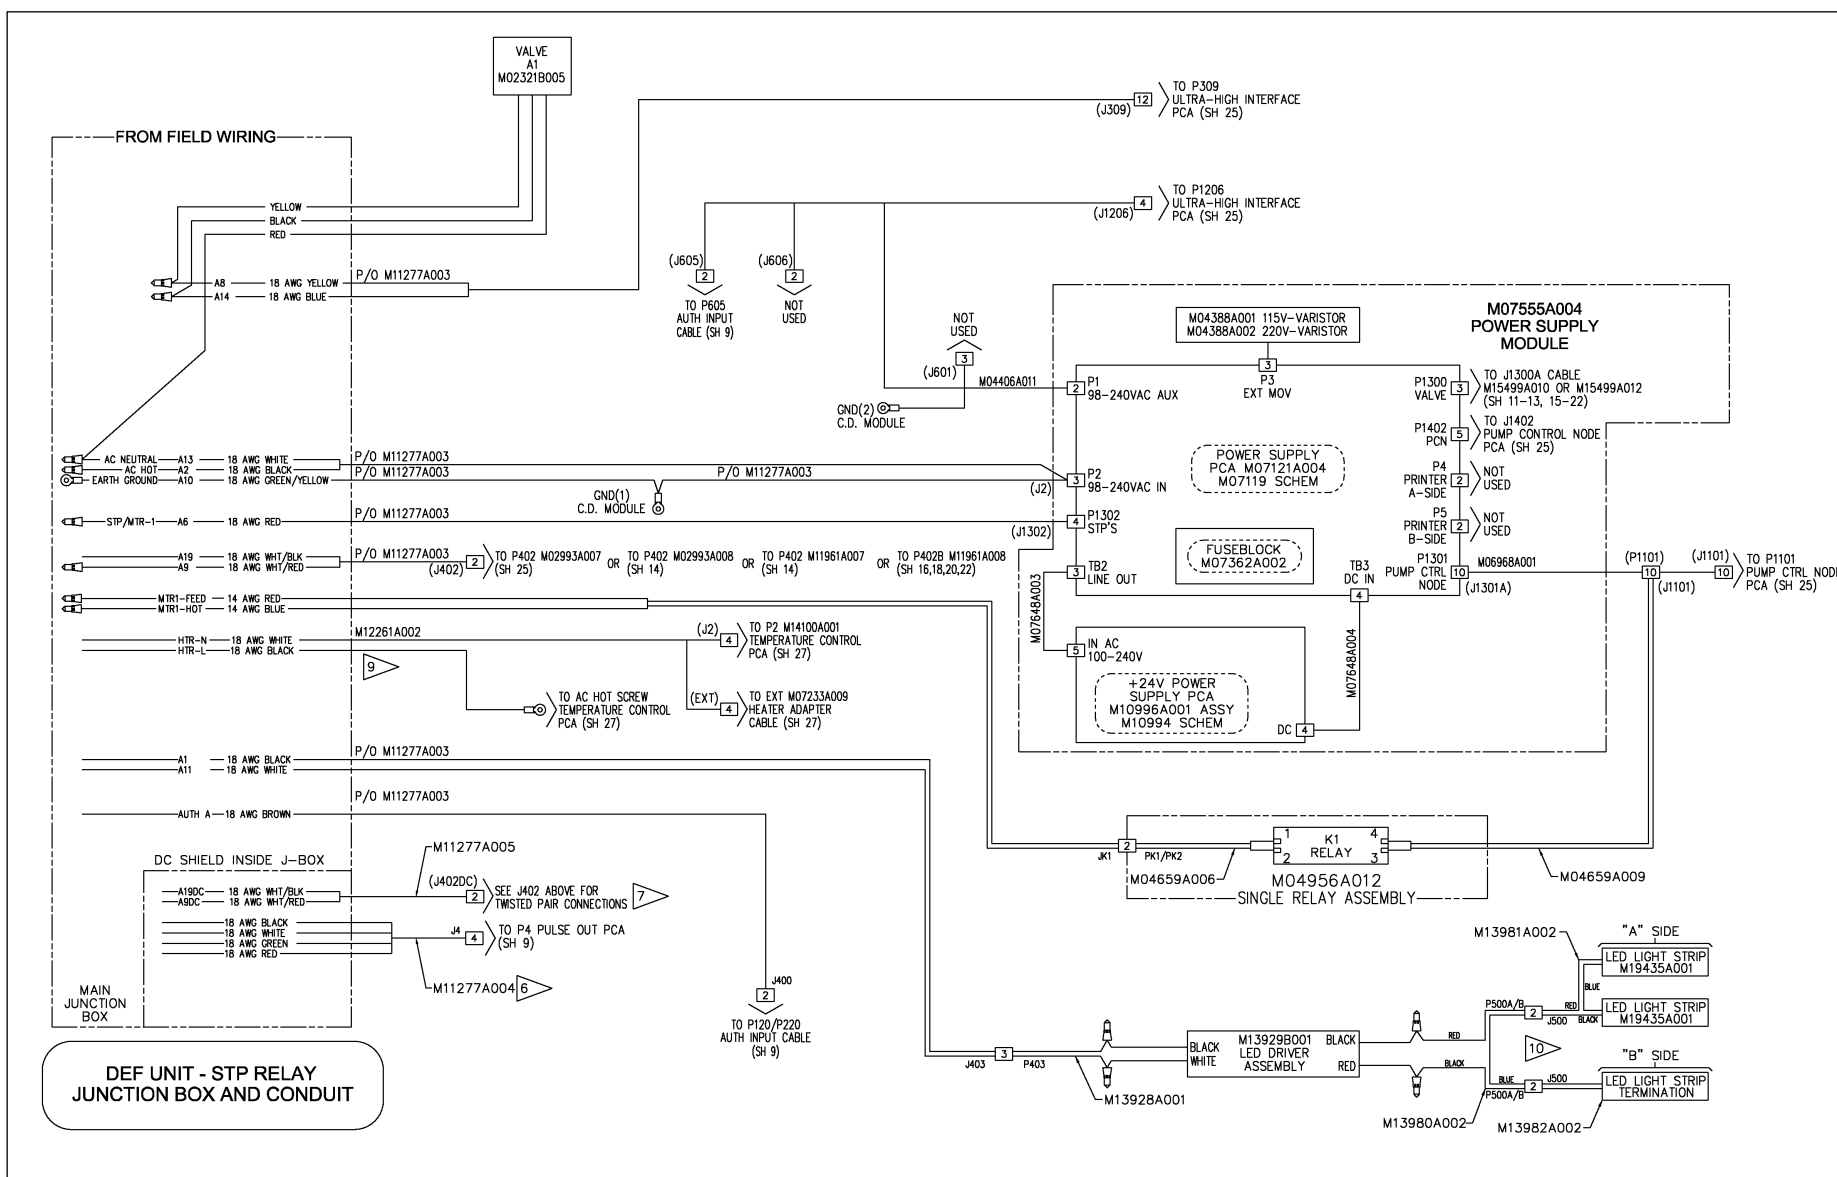 VALVE
A1
M02321B005
FROM FIELD WIRING
YELLOW
BLACK
RED
A8 18 AWG YELLOW
A14 18 AWG BLUE
P/O M11277A003
(J309)
12
TO P309
ULTRA-HIGH INTERFACE
PCA (SH 25)
(J1206)
4
TO P1206
ULTRA-HIGH INTERFACE
PCA (SH 25)
(J605)
2
TO P605
AUTH INPUT
CABLE (SH 9)
(J606)
2
NOT
USED
NOT
USED
3
(J601)
GND(2)
C.D. MODULE
M04406A011
M07555A004
POWER SUPPLY
MODULE
M04388A001 115V-VARISTOR
M04388A002 220V-VARISTOR
3
P3
EXT MOV
2
P1
98-240VAC AUX
P1300
VALVE
3
TO J1300A CABLE
M15499A010 OR M15499A012
(SH 11-13, 15-22)
P1402
PCN
5
TO J1402
PUMP CONTROL NODE
PCA (SH 25)
POWER SUPPLY
PCA M07121A004
M07119 SCHEM
P4
PRINTER
A-SIDE
2
NOT
USED
P5
PRINTER
B-SIDE
2
NOT
USED
AC NEUTRAL A13 18 AWG WHITE
AC HOT A2 18 AWG BLACK
EARTH GROUND A10 18 AWG GREEN/YELLOW
P/O M11277A003
P/O M11277A003
P/O M11277A003
GND(1)
C.D. MODULE
(J2)
3
P2
98-240VAC IN
STP/MTR-1 A6 18 AWG RED
P/O M11277A003
(J1302)
4
P1302
STP'S
A19 18 AWG WHT/BLK
A9 18 AWG WHT/RED
P/O M11277A003
(J402)
2
TO P402 M02993A007
(SH 25)
OR
TO P402 M02993A008
(SH 14)
OR
TO P402 M11961A007
(SH 14)
OR
TO P402B M11961A008
(SH 16,18,20,22)
FUSEBLOCK
M07362A002
3
TB2
LINE OUT
TB3
DC IN
4
P1301
PUMP CTRL
NODE
10
(J1301A)
M06968A001
(P1101)
10
(J1101)
(J1101)
10
TO P1101
PUMP CTRL NODE
PCA (SH 25)
MTR1-FEED 14 AWG RED
MTR1-HOT 14 AWG BLUE
M07648A003
M07648A004
HTR-N 18 AWG WHITE
HTR-L 18 AWG BLACK
M12261A002
9
(J2)
4
TO P2 M14100A001
TEMPERATURE CONTROL
PCA (SH 27)
TO AC HOT SCREW
TEMPERATURE CONTROL
PCA (SH 27)
(EXT)
4
TO EXT M07233A009
HEATER ADAPTER
CABLE (SH 27)
5
IN AC
100-240V
+24V POWER
SUPPLY PCA
M10996A001 ASSY
M10994 SCHEM
DC 4
A1 18 AWG BLACK
A11 18 AWG WHITE
P/O M11277A003
P/O M11277A003
AUTH A 18 AWG BROWN
DC SHIELD INSIDE J-BOX
M11277A005
A19DC 18 AWG WHT/BLK
A9DC 18 AWG WHT/RED
(J402DC)
2
SEE J402 ABOVE FOR
TWISTED PAIR CONNECTIONS
7
18 AWG BLACK
18 AWG WHITE
18 AWG GREEN
18 AWG RED
J4
4
TO P4 PULSE OUT PCA
(SH 9)
M11277A004
6
MAIN
JUNCTION
BOX
J400
2
TO P120/P220
AUTH INPUT CABLE
(SH 9)
JK1
2
PK1/PK2
1
2
K1
RELAY
4
3
M04659A006
M04659A009
M04956A012
SINGLE RELAY ASSEMBLY
DEF UNIT - STP RELAY
JUNCTION BOX AND CONDUIT
J403
3
P403
M13928A001
BLACK
WHITE
M13929B001
LED DRIVER
ASSEMBLY
BLACK
RED
RED
BLACK
M13981A002
"A" SIDE
LED LIGHT STRIP
M19435A001
BLUE
P500A/B
2
J500
RED
BLACK
LED LIGHT STRIP
M19435A001
10
"B" SIDE
BLUE
P500A/B
2
J500
LED LIGHT STRIP
TERMINATION
M13980A002
M13982A002